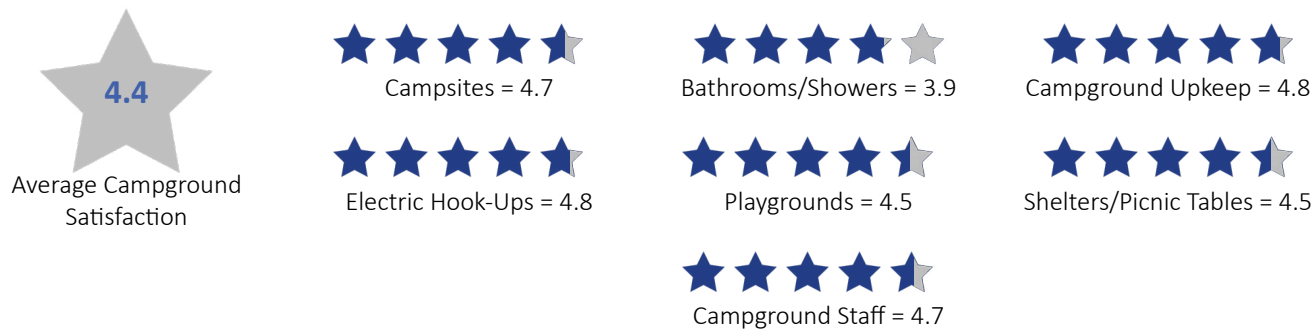 4.4
Average Campground
Satisfaction
Campsites = 4.7
Bathrooms/Showers = 3.9
Campground Upkeep = 4.8
Electric Hook-Ups = 4.8
Playgrounds = 4.5
Shelters/Picnic Tables = 4.5
Campground Staff = 4.7